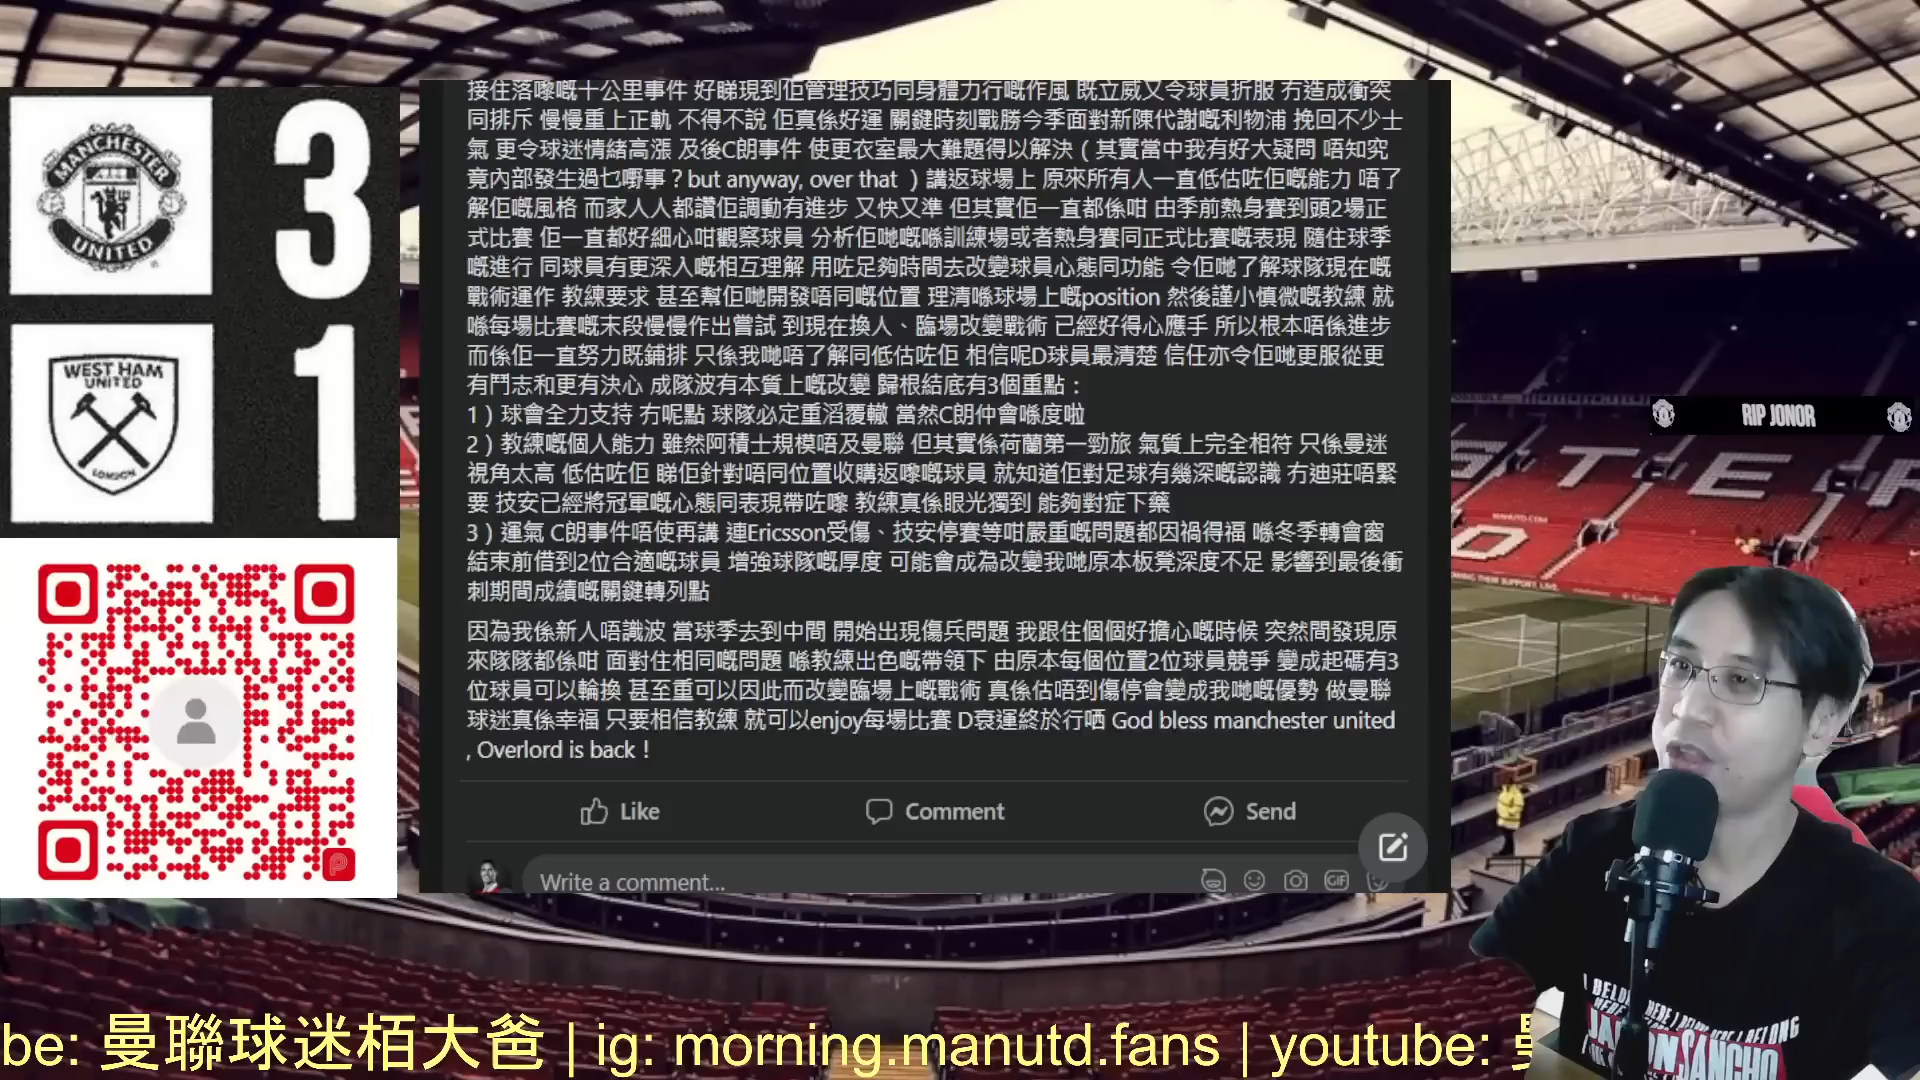 MANCHESTER
UNITED
3
WEST HAM
UNITED
LONDON
1
接住落嚟嘅十公里事件 好睇現到佢管理技巧同身體力行嘅作風 既立威又令球員折服 冇造成衝突
同排斥 慢慢重上正軌 不得不說 佢真係好運 關鍵時刻戰勝今季面對新陳代謝嘅利物浦 挽回不少士
氣 更令球迷情緒高漲 及後C朗事件 使更衣室最大難題得以解決（其實當中我有好大疑問 唔知究
竟內部發生過乜嘢事？but anyway, over that ）講返球場上 原來所有人一直低估咗佢嘅能力 唔了
解佢嘅風格 而家人人都讚佢調動有進步 又快又準 但其實佢一直都係咁 由季前熱身賽到頭2場正
式比賽 佢一直都好細心咁觀察球員 分析佢哋嘅喺訓練場或者熱身賽同正式比賽嘅表現 隨住球季
嘅進行 同球員有更深入嘅相互理解 用咗足夠時間去改變球員心態同功能 令佢哋了解球隊現在嘅
戰術運作 教練要求 甚至幫佢哋開發唔同嘅位置 理清喺球場上嘅position 然後謹小慎微嘅教練 就
喺每場比賽嘅末段慢慢作出嘗試 到現在換人、臨場改變戰術 已經好得心應手 所以根本唔係進步
而係佢一直努力既鋪排 只係我哋唔了解同低估咗佢 相信呢D球員最清楚 信任亦令佢哋更服從更
有鬥志和更有決心 成隊波有本質上嘅改變 歸根結底有3個重點：
1）球會全力支持 冇呢點 球隊必定重滔覆轍 當然C朗仲會喺度啦
2）教練嘅個人能力 雖然阿積士規模唔及曼聯 但其實係荷蘭第一勁旅 氣質上完全相符 只係曼迷
視角太高 低估咗佢 睇佢針對唔同位置收購返嚟嘅球員 就知道佢對足球有幾深嘅認識 冇迪莊唔緊
要 技安已經將冠軍嘅心態同表現帶咗嚟 教練真係眼光獨到 能夠對症下藥
3）運氣 C朗事件唔使再講 連Ericsson受傷、技安停賽等咁嚴重嘅問題都因禍得福 喺冬季轉會窗
結束前借到2位合適嘅球員 增強球隊嘅厚度 可能會成為改變我哋原本板凳深度不足 影響到最後衝
刺期間成績嘅關鍵轉列點
因為我係新人唔識波 當球季去到中間 開始出現傷兵問題 我跟住個個好擔心嘅時候 突然間發現原
來隊隊都係咁 面對住相同嘅問題 喺教練出色嘅帶領下 由原本每個位置2位球員競爭 變成起碼有3
位球員可以輪換 甚至重可以因此而改變臨場上嘅戰術 真係估唔到傷停會變成我哋嘅優勢 做曼聯
球迷真係幸福 只要相信教練 就可以enjoy每場比賽 D衰運終於行哂 God bless manchester united
, Overlord is back！
Like
Comment
Send
Write a comment...
GIF
RIP JONOR
STER
I BELONG
HERE I BELONG
JADON SANCHO
be: 曼聯球迷栢大爸 | ig: morning.manutd.fans | youtube: